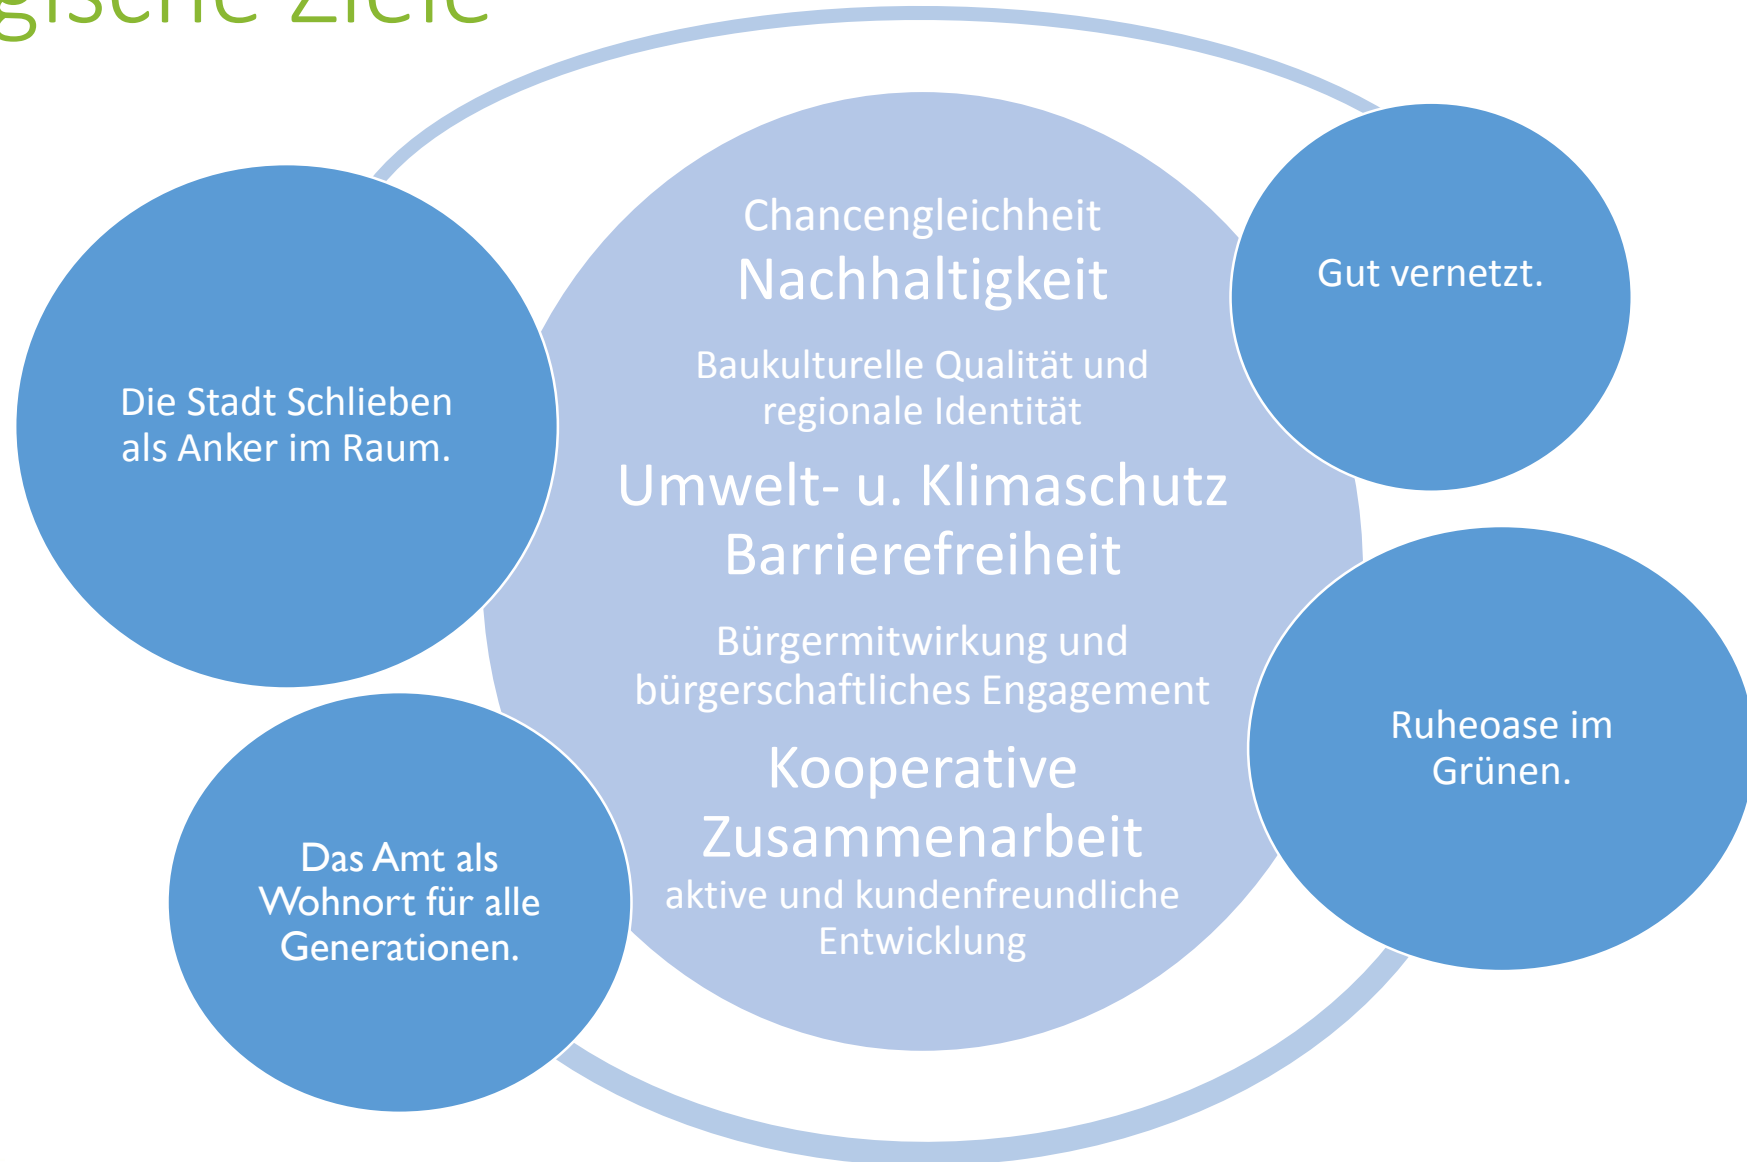 gische Ziele
Die Stadt Schlieben
als Anker im Raum.
Das Amt als
Wohnort für alle
Generationen.
Chancengleichheit
Nachhaltigkeit
Baukulturelle Qualität und
regionale Identität
Umwelt- u. Klimaschutz
Barrierefreiheit
Bürgermitwirkung und
bürgerschaftliches Engagement
Kooperative
Zusammenarbeit
aktive und kundenfreundliche
Entwicklung
Gut vernetzt.
Ruheoase im
Grünen.